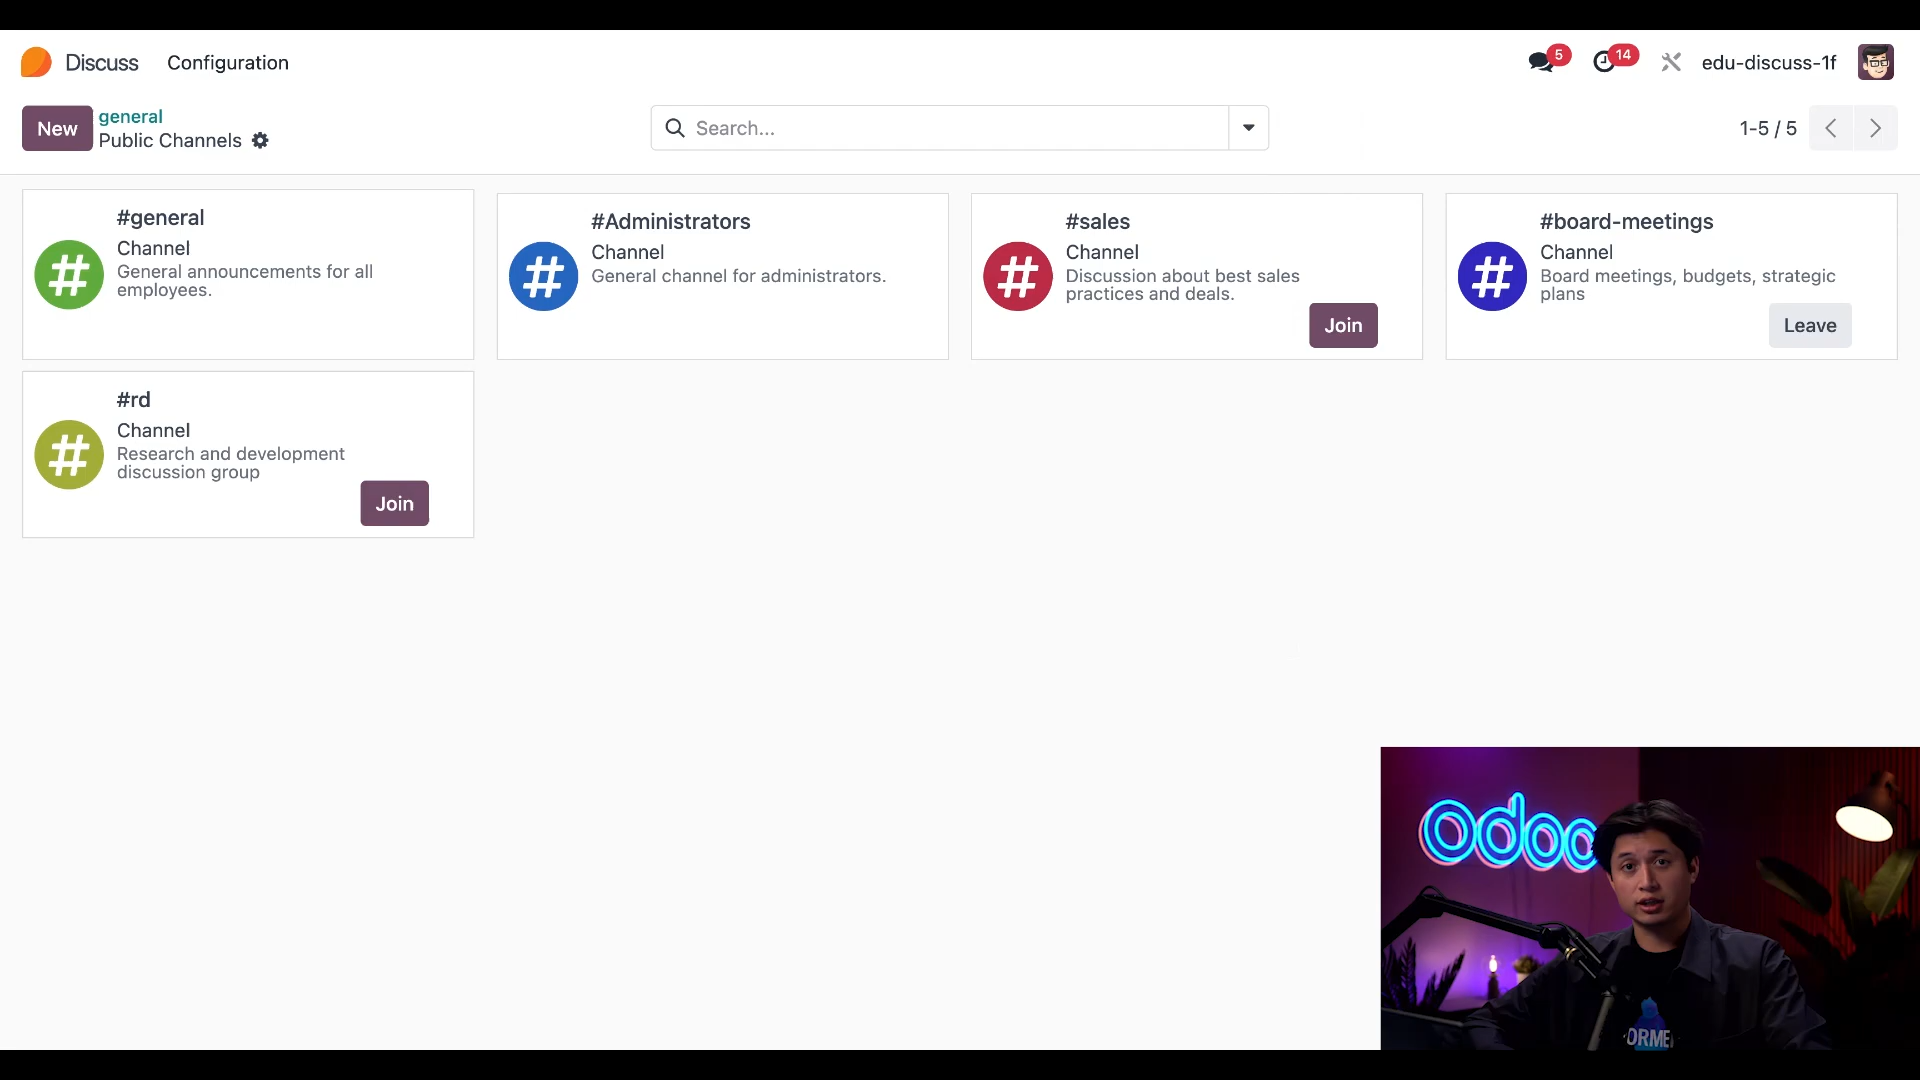 Discuss
Configuration
5
14
edu-discuss-1f
New
general
Public Channels
Search...
1-5 / 5
#general
Channel
General announcements for all
employees.
#Administrators
Channel
General channel for administrators.
#sales
Channel
Discussion about best sales
practices and deals.
Join
#board-meetings
Channel
Board meetings, budgets, strategic
plans
Leave
#rd
Channel
Research and development
discussion group
Join
odoo